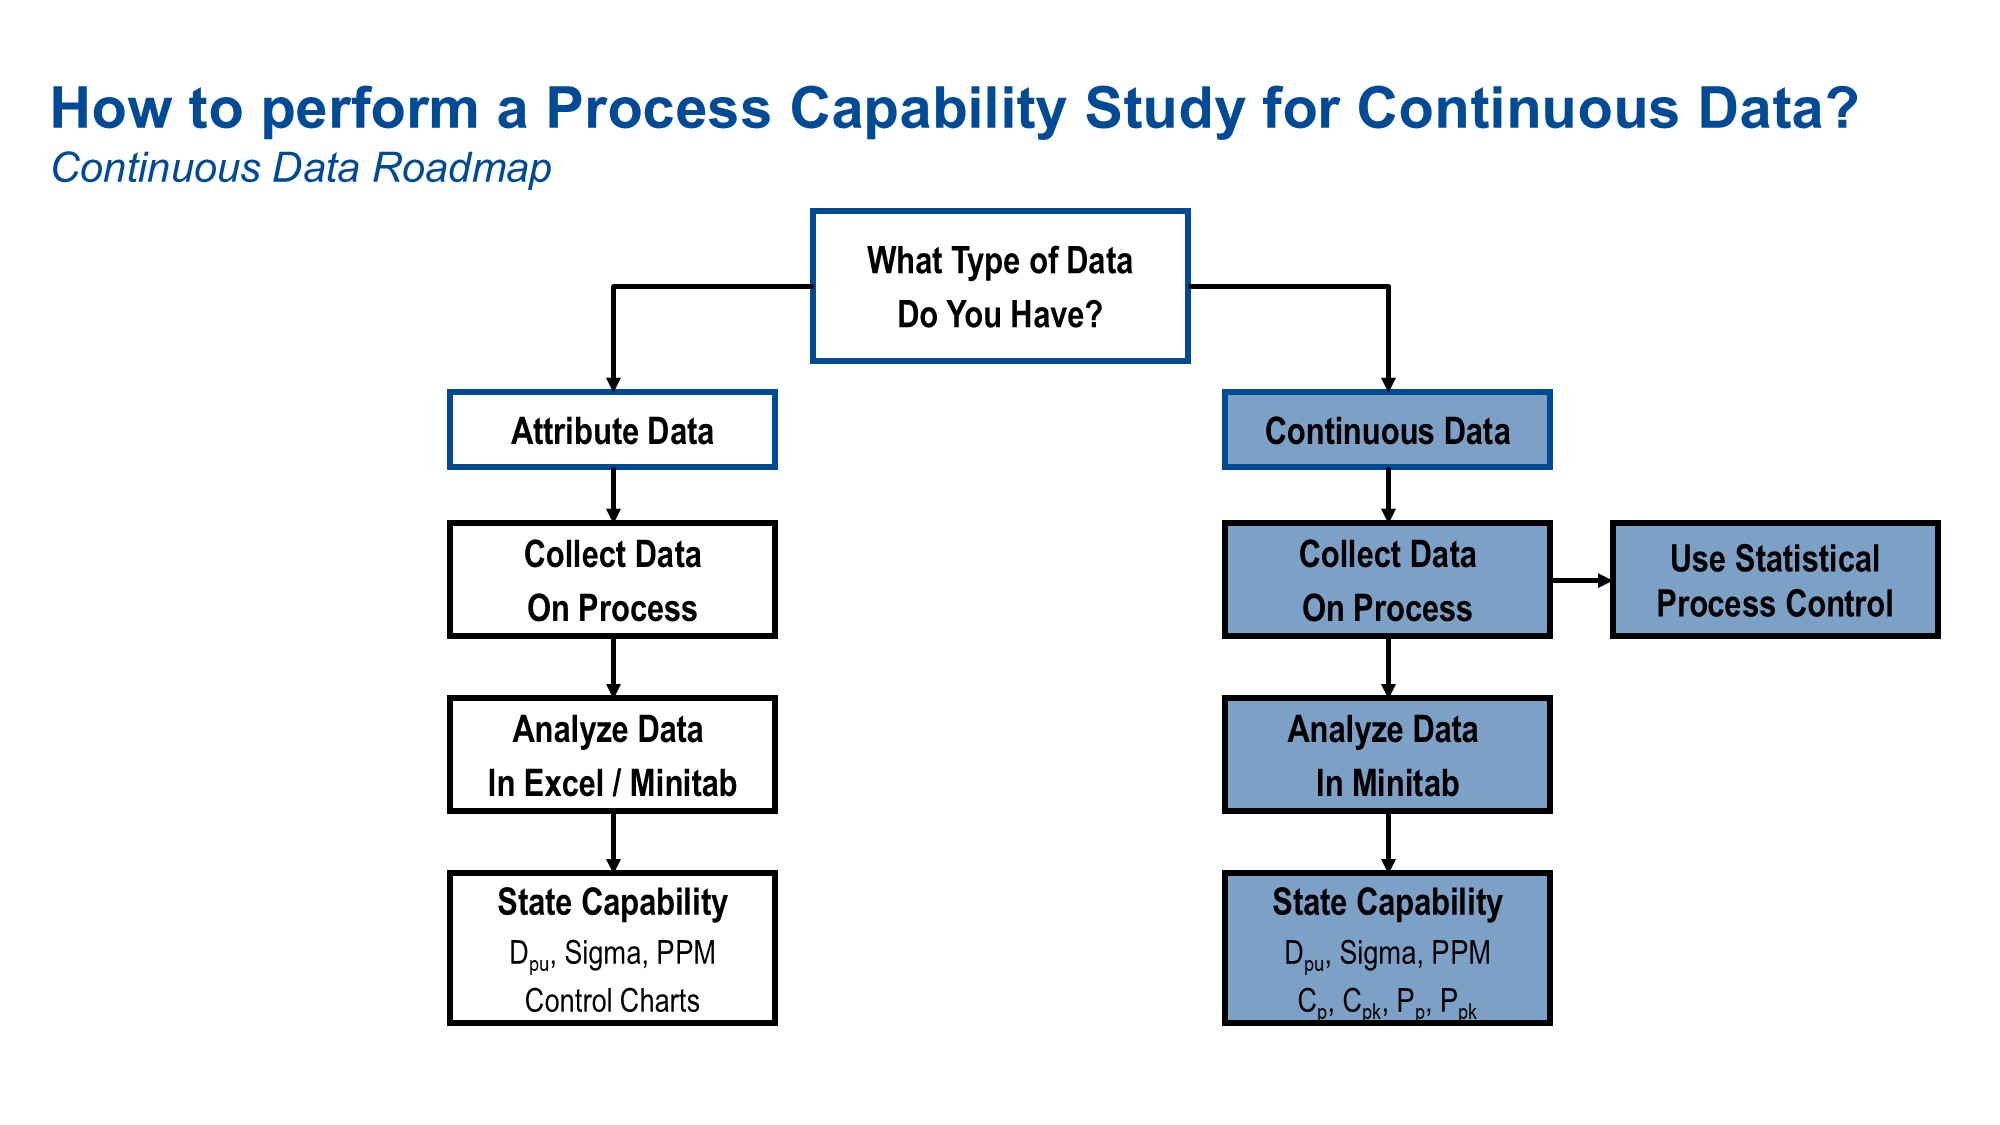 How to perform a Process Capability Study for Continuous Data?
Continuous Data Roadmap
What Type of Data
Do You Have?
Attribute Data
Continuous Data
Collect Data
On Process
Collect Data
On Process
Use Statistical
Process Control
Analyze Data
In Excel / Minitab
Analyze Data
In Minitab
State Capability
Dpu, Sigma, PPM
Control Charts
State Capability
Dpu, Sigma, PPM
Cp, Cpk, Pp, Ppk